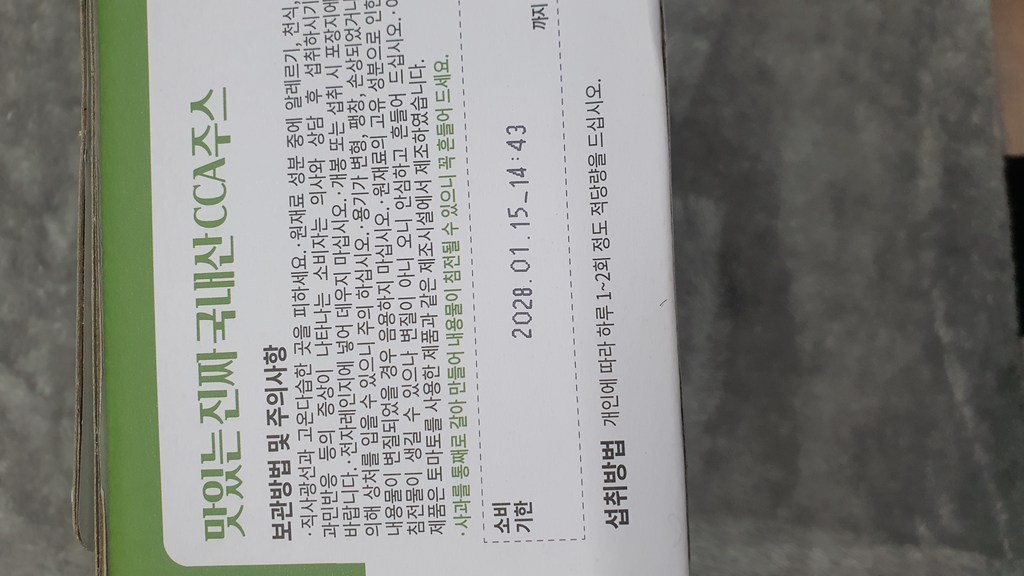 맛있는 진짜 국내산 CCA주스
보관방법 및 주의사항
·직사광선과 고온다습한 곳을 피하세요. ·원재료 성분 중에 알레르기, 척식,
과민반응 등의 증상이 나타나는 소비자는 의사와 상담 후 섭취하시기
바랍니다. ·전자레인지에 넣어 데우지 마십시오. ·개봉 또는 섭취 시 포장지에
의해 상처를 입을 수 있으니 주의 하십시오. ·용기가 변형, 팽창, 손상되었거나
내용물이 변질되었을 경우 음용하지 마십시오. ·원재료의 고유 성분으로 인한
침전물이 생길 수 있으나 변질이 아니 오니 안심하고 흔들어 드십시오.
제품은 토마토를 사용한 제품과 같은 제조시설에서 제조하였습니다.
·사과를 통째로 갈아 만들어 내용물이 침전될 수 있으니 꼭 흔들어 드세요.
소비
기한
2028.01.15_14:43
까지
섭취방법 개인에 따라 하루 1~2회 정도 적당량을 드십시오.